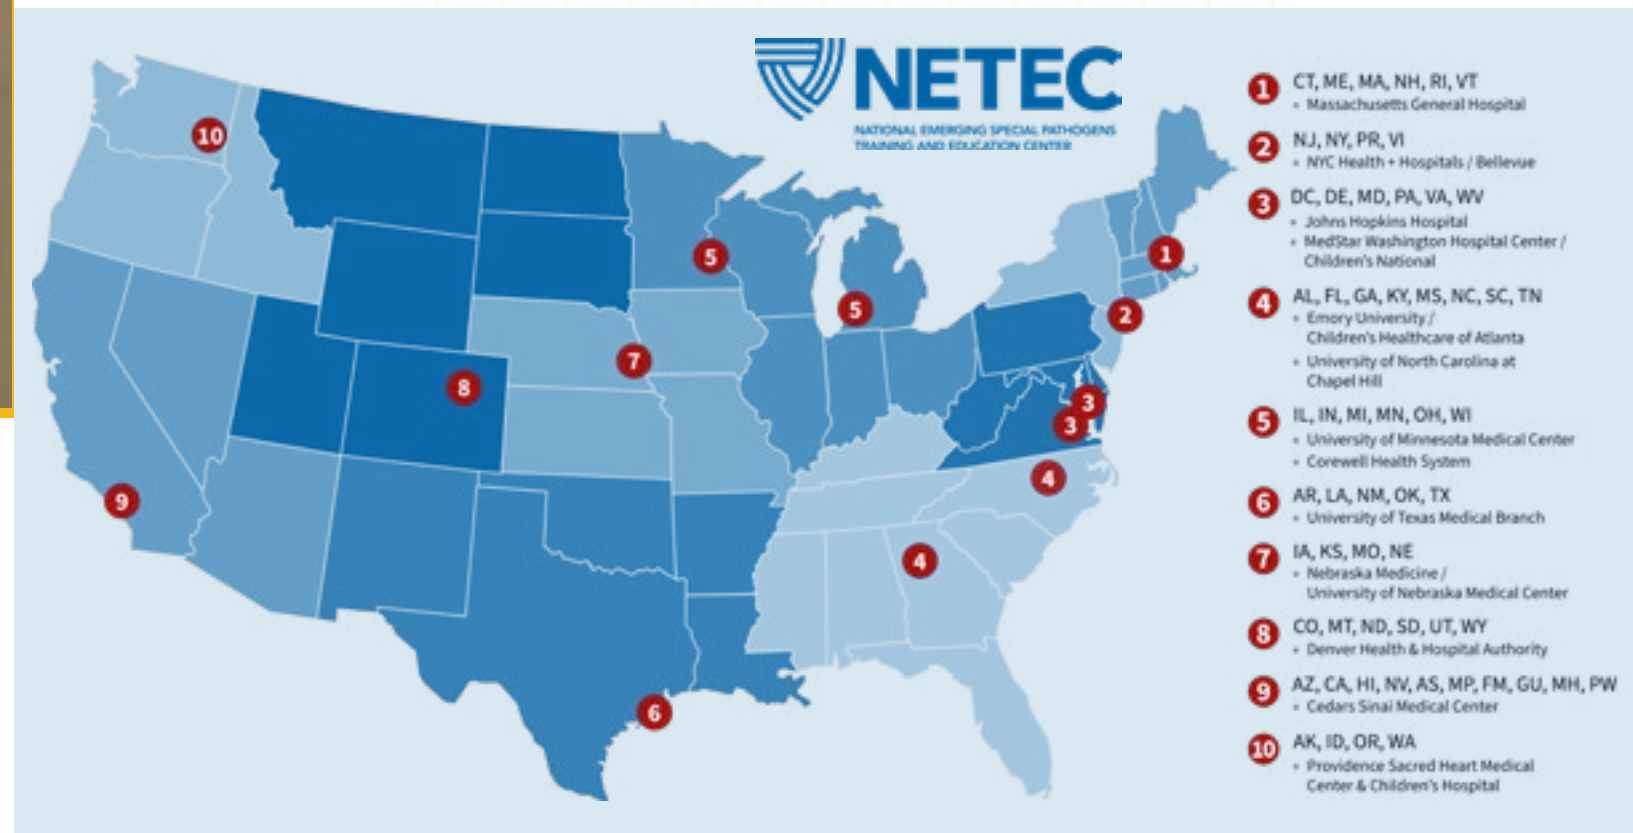 NETEC
NATIONAL EMERGING SPECIAL PATHOGENS
TRAINING AND EDUCATION CENTER
10
5
5
1
2
7
8
3
3
4
9
4
6
1 CT, ME, MA, NH, RI, VT
• Massachusetts General Hospital
2 NJ, NY, PR, VI
• NYC Health + Hospitals / Bellevue
3 DC, DE, MD, PA, VA, WV
• Johns Hopkins Hospital
• MedStar Washington Hospital Center /
Children's National
4 AL, FL, GA, KY, MS, NC, SC, TN
• Emory University /
Children's Healthcare of Atlanta
• University of North Carolina at
Chapel Hill
5 IL, IN, MI, MN, OH, WI
• University of Minnesota Medical Center
• Corewell Health System
6 AR, LA, NM, OK, TX
• University of Texas Medical Branch
7 IA, KS, MO, NE
• Nebraska Medicine /
University of Nebraska Medical Center
8 CO, MT, ND, SD, UT, WY
• Denver Health & Hospital Authority
9 AZ, CA, HI, NV, AS, MP, FM, GU, MH, PW
• Cedars Sinai Medical Center
10 AK, ID, OR, WA
• Providence Sacred Heart Medical
Center & Children's Hospital